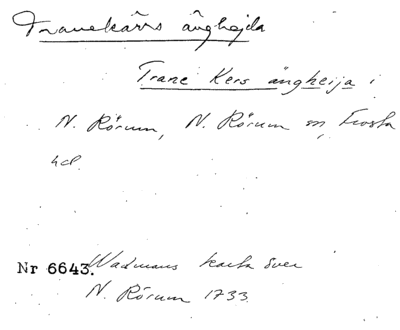 Tranekärrs änghejda
Trane Kers ängheija i
N. Rörum, N. Rörum sn, Frosta
hd.
Nr 6643. Wadmans karta över
N. Rörum 1733